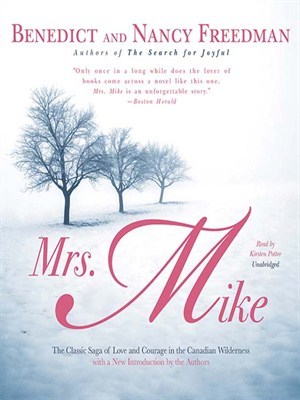 BENEDICT AND NANCY FREEDMAN
Authors of The Search for Joyful
"Only once in a long while does the lover of
books come across a novel like this one.
Mrs. Mike is an unforgettable story."
—Boston Herald
Mrs. Mike
Read by
Kirsten Potter
Unabridged
The Classic Saga of Love and Courage in the Canadian Wilderness
with a New Introduction by the Authors